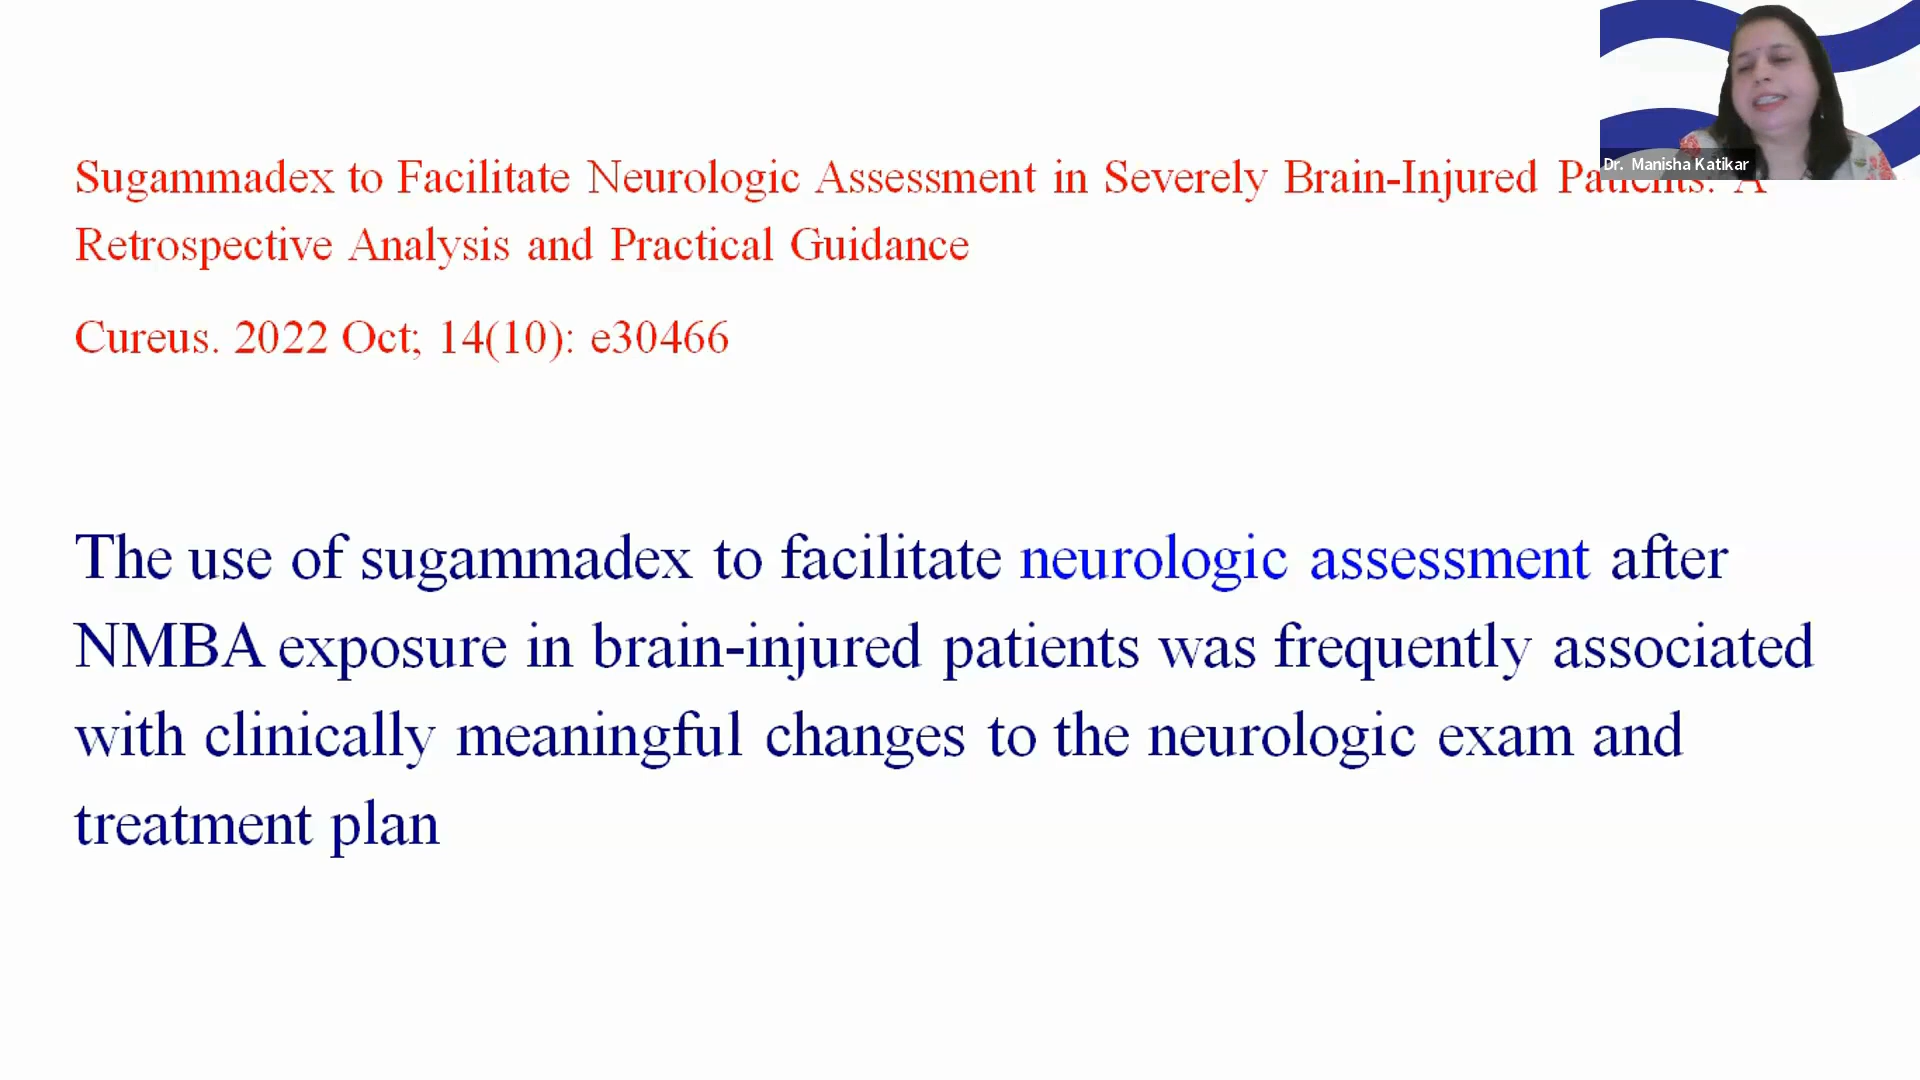 Sugammadex to Facilitate Neurologic Assessment in Severely Brain-Injured Patients: A
Retrospective Analysis and Practical Guidance
Cureus. 2022 Oct; 14(10): e30466
The use of sugammadex to facilitate neurologic assessment after
NMBA exposure in brain-injured patients was frequently associated
with clinically meaningful changes to the neurologic exam and
treatment plan
Dr. Manisha Katikar